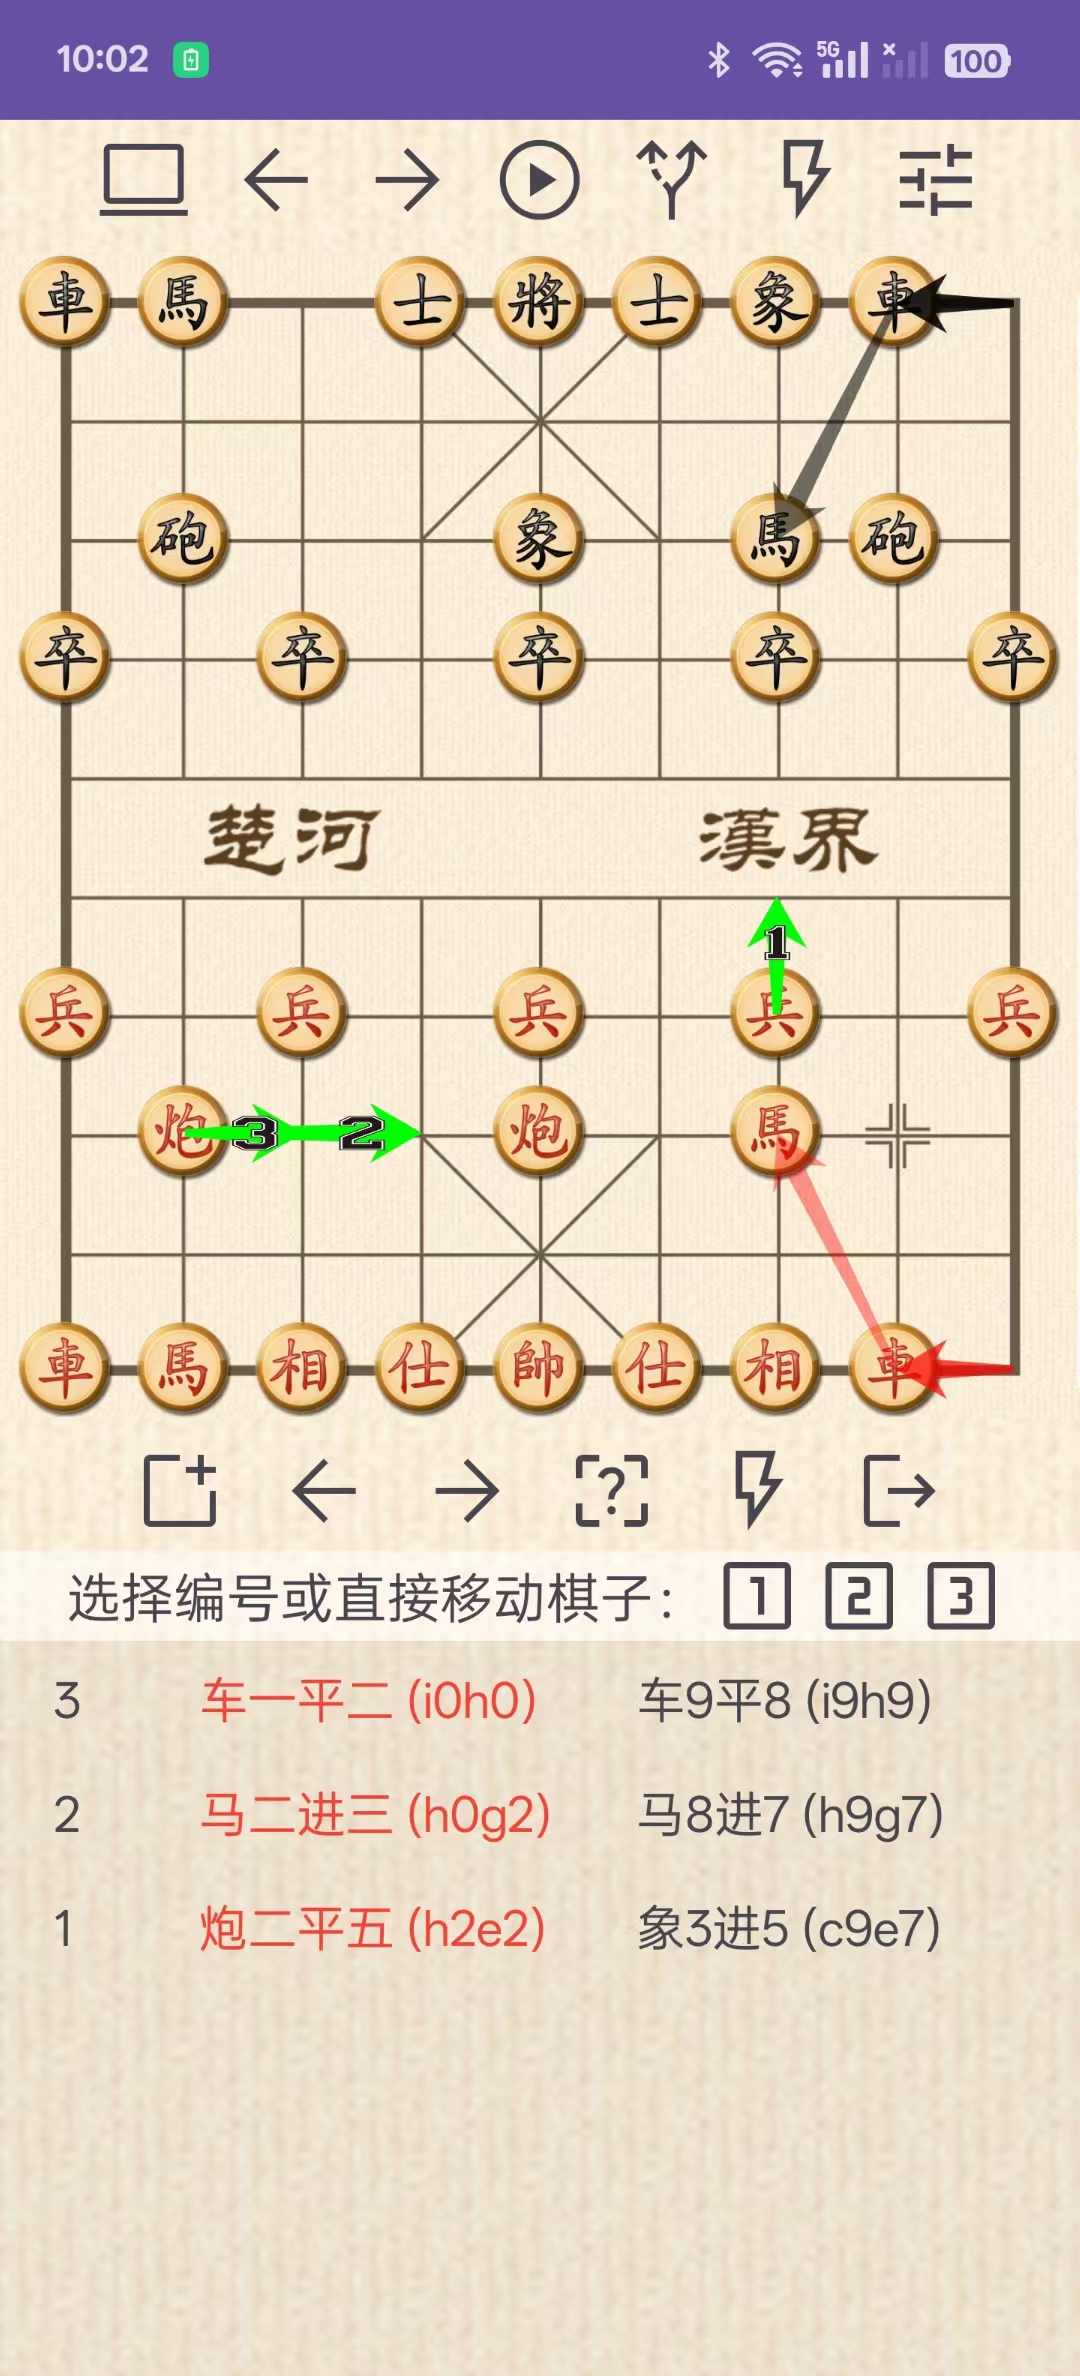 10:02 5G 100
車 馬 士 將 士 象 車
砲 象 馬 砲
卒 卒 卒 卒 卒
楚河 漢界
1
兵 兵 兵 兵 兵
炮 3 2 炮 馬
車 馬 相 仕 帥 仕 相 車
?
选择编号或直接移动棋子： 1 2 3
3 车一平二 (i0h0) 车9平8 (i9h9)
2 马二进三 (h0g2) 马8进7 (h9g7)
1 炮二平五 (h2e2) 象3进5 (c9e7)